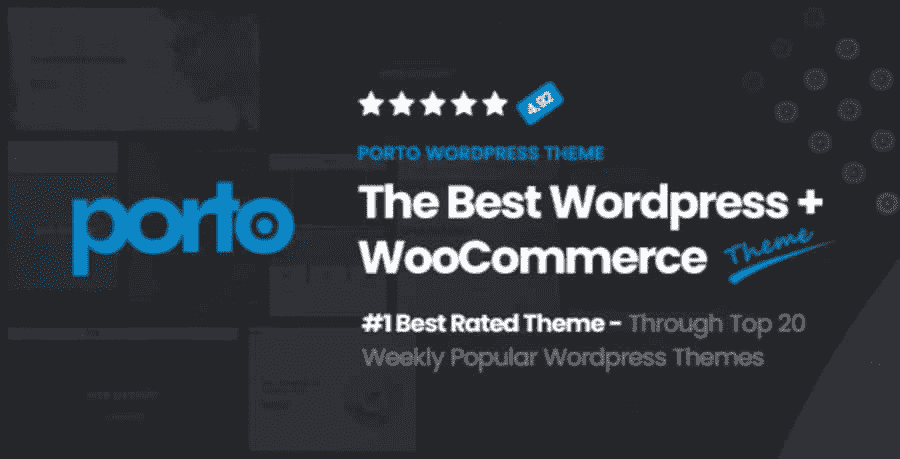 4.92
PORTO WORDPRESS THEME
porto
The Best Wordpress +
WooCommerce Theme
#1 Best Rated Theme - Through Top 20
Weekly Popular Wordpress Themes